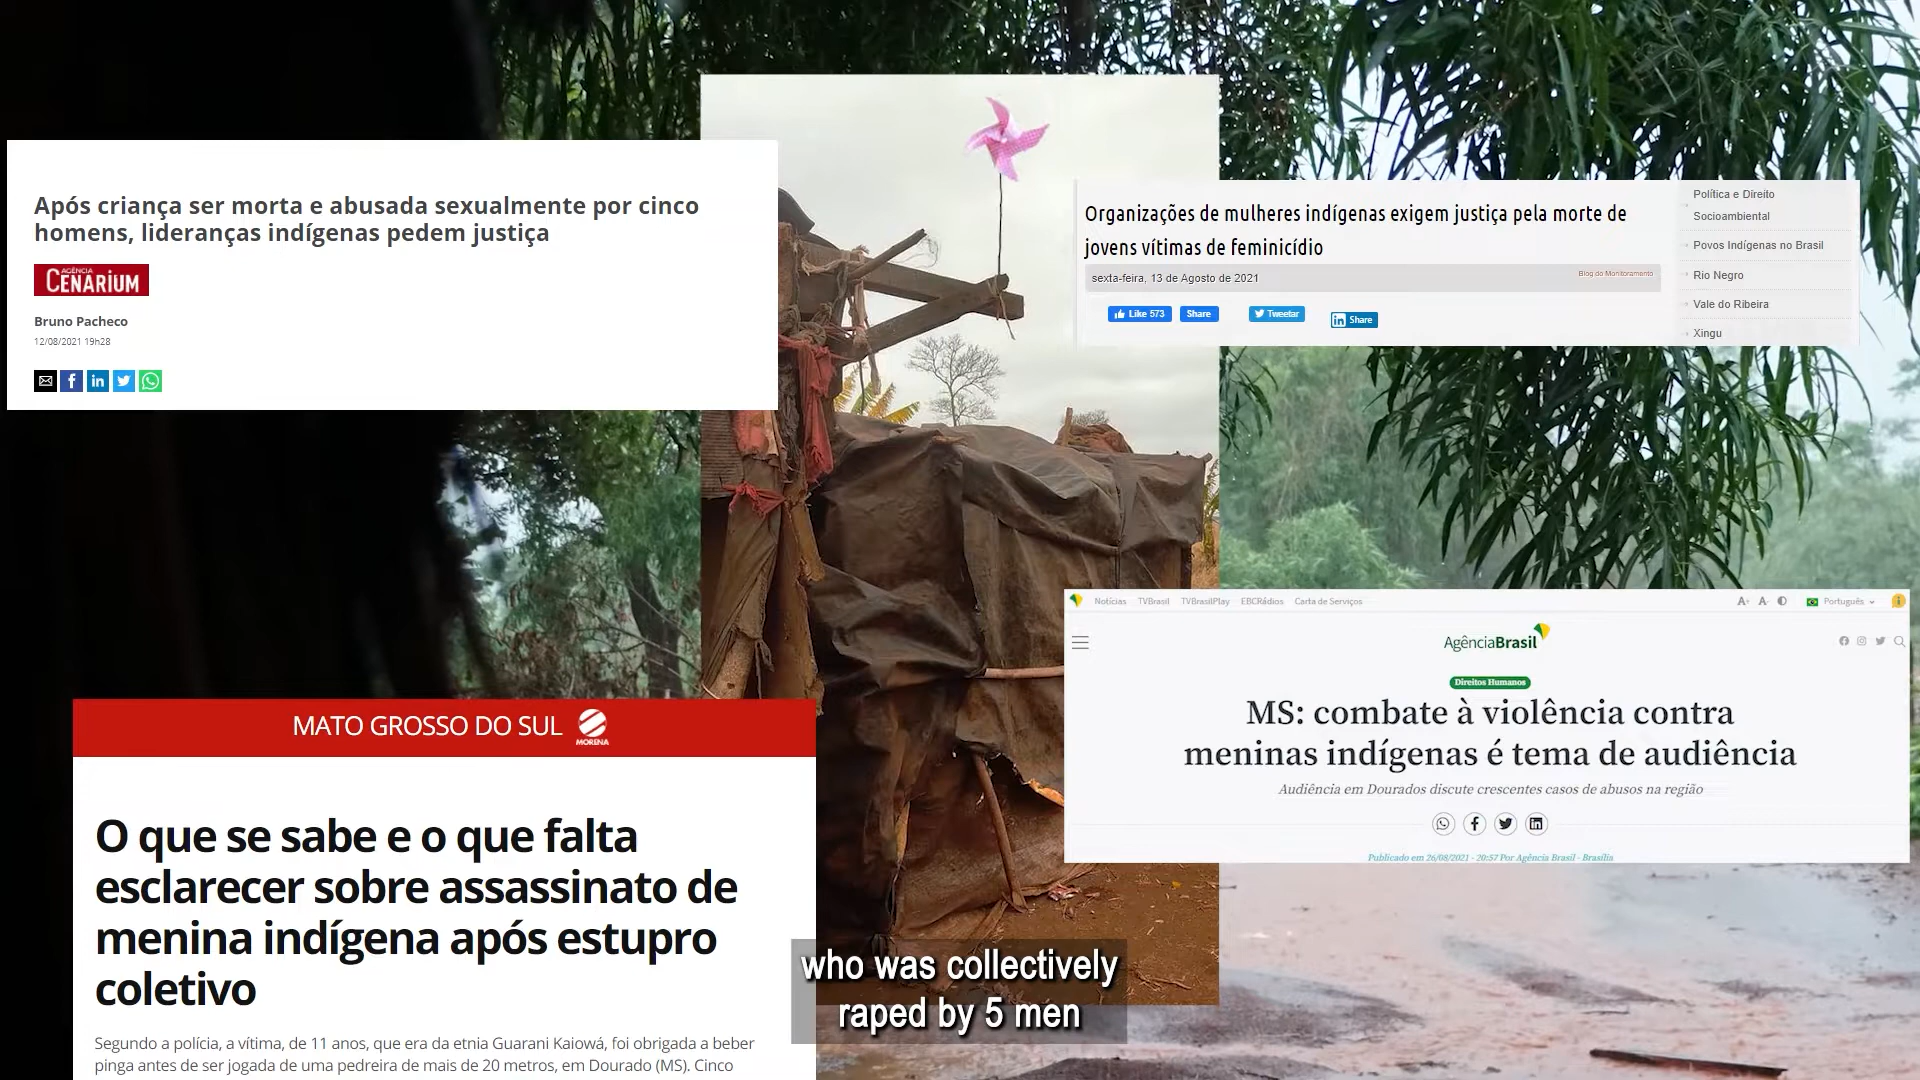 Após criança ser morta e abusada sexualmente por cinco
homens, lideranças indígenas pedem justiça
AGÊNCIA
CENARIUM
Bruno Pacheco
12/08/2021 19h28
Organizações de mulheres indígenas exigem justiça pela morte de
jovens vítimas de feminicídio
sexta-feira, 13 de Agosto de 2021
Blog do Monitoramento
Like 573
Share
Tweetar
Share
Política e Direito
Socioambiental
Povos Indígenas no Brasil
Rio Negro
Vale do Ribeira
Xingu
MATO GROSSO DO SUL
MORENA
O que se sabe e o que falta
esclarecer sobre assassinato de
menina indígena após estupro
coletivo
Segundo a polícia, a vítima, de 11 anos, que era da etnia Guarani Kaiowá, foi obrigada a beber
pinga antes de ser jogada de uma pedreira de mais de 20 metros, em Dourado (MS). Cinco
Notícias TVBrasil TVBrasilPlay EBCRádios Carta de Serviços
A+ A- Português
AgênciaBrasil
Direitos Humanos
MS: combate à violência contra
meninas indígenas é tema de audiência
Audiência em Dourados discute crescentes casos de abusos na região
Publicado em 26/08/2021 - 20:57 Por Agência Brasil - Brasília
who was collectively
raped by 5 men